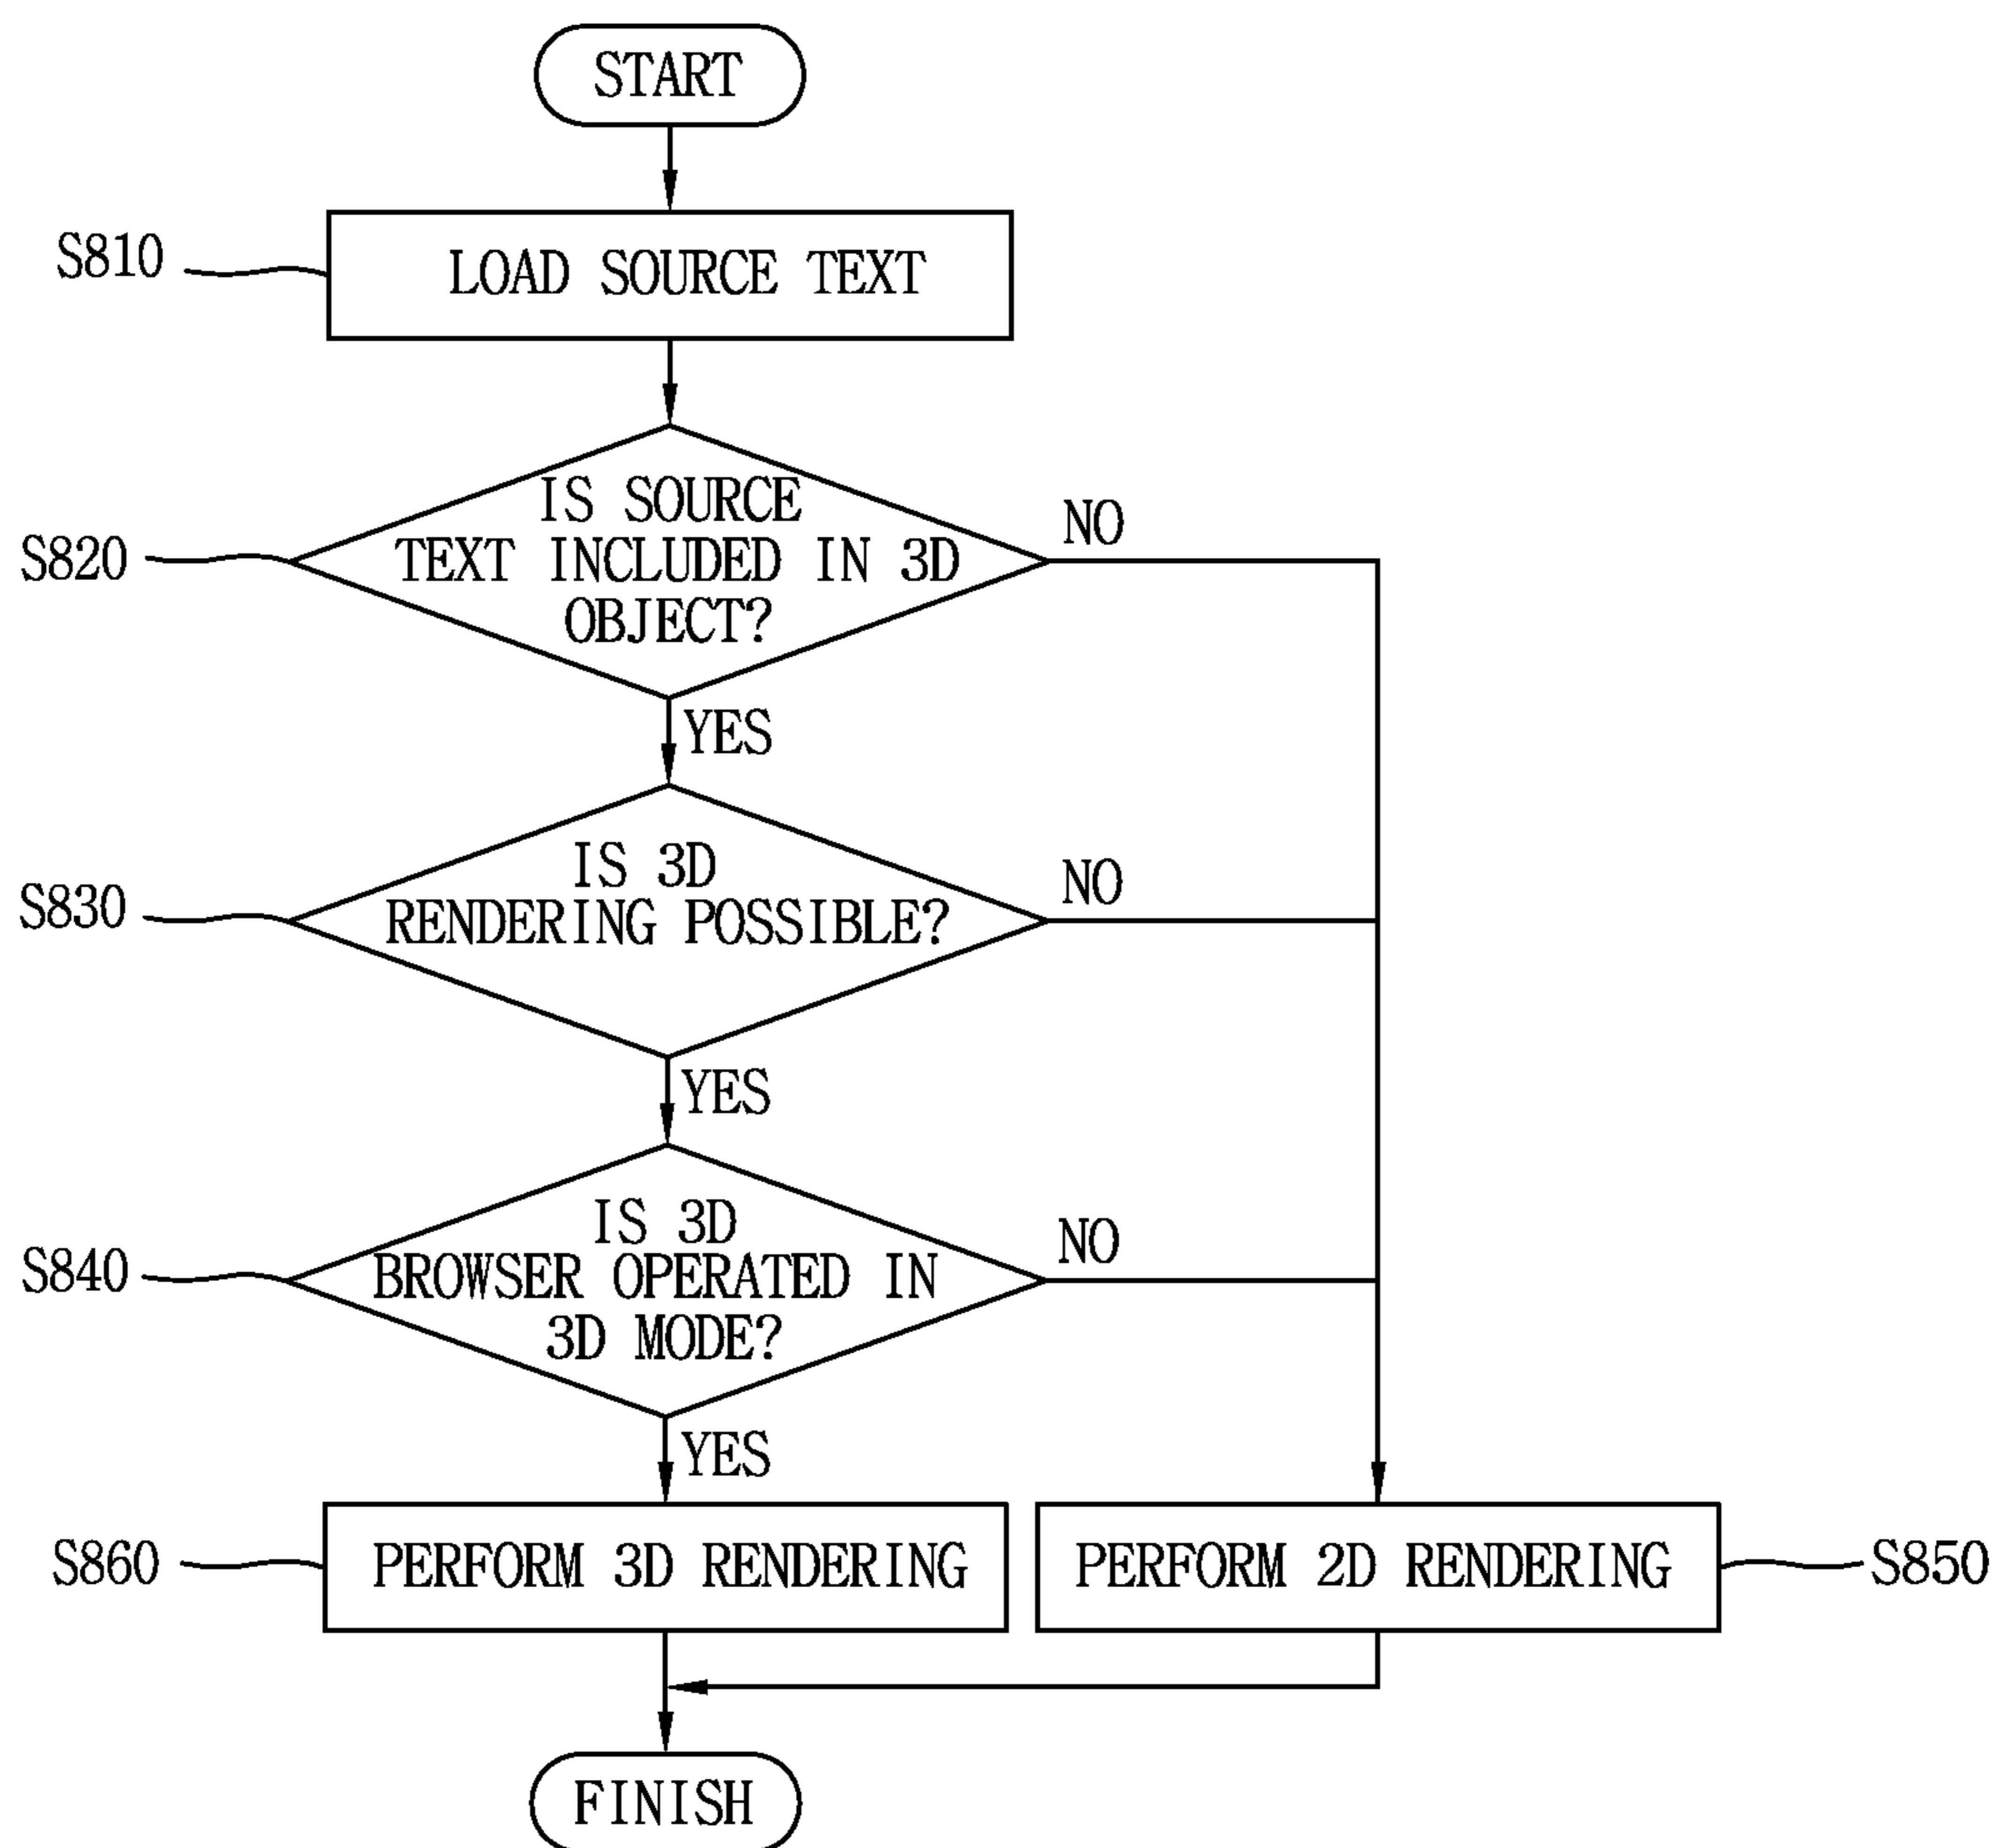 START
S810
LOAD SOURCE TEXT
S820
IS SOURCE
TEXT INCLUDED IN 3D
OBJECT?
NO
YES
S830
IS 3D
RENDERING POSSIBLE?
NO
YES
S840
IS 3D
BROWSER OPERATED IN
3D MODE?
NO
YES
S860
PERFORM 3D RENDERING
PERFORM 2D RENDERING
S850
FINISH